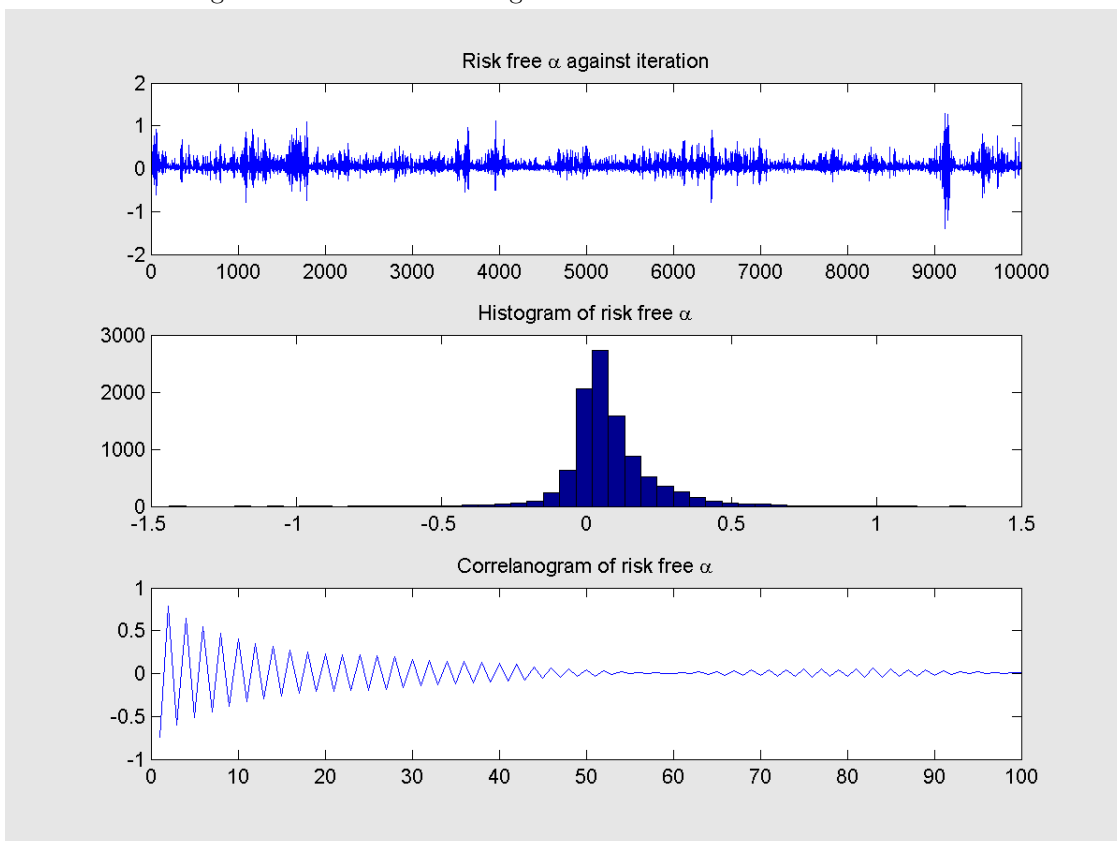 Risk free α against iteration
2
1
0
-1
-2
0 1000 2000 3000 4000 5000 6000 7000 8000 9000 10000
Histogram of risk free α
3000
2000
1000
0
-1.5 -1 -0.5 0 0.5 1 1.5
Correlanogram of risk free α
1
0.5
0
-0.5
-1
0 10 20 30 40 50 60 70 80 90 100